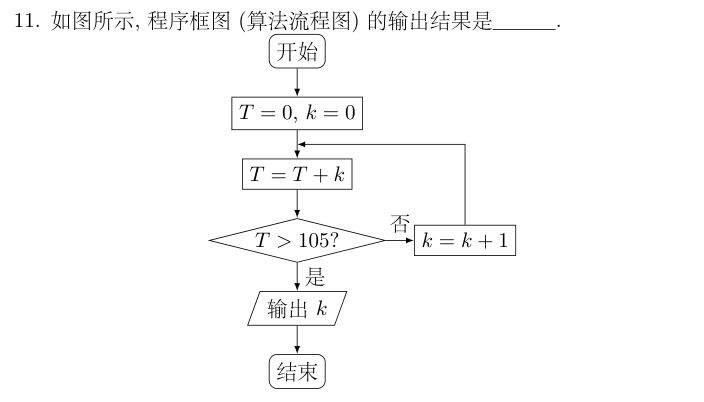 11. 如图所示, 程序框图 (算法流程图) 的输出结果是______.
开始
T = 0, k = 0
T = T + k
T > 105?
否
k = k + 1
是
输出 k
结束